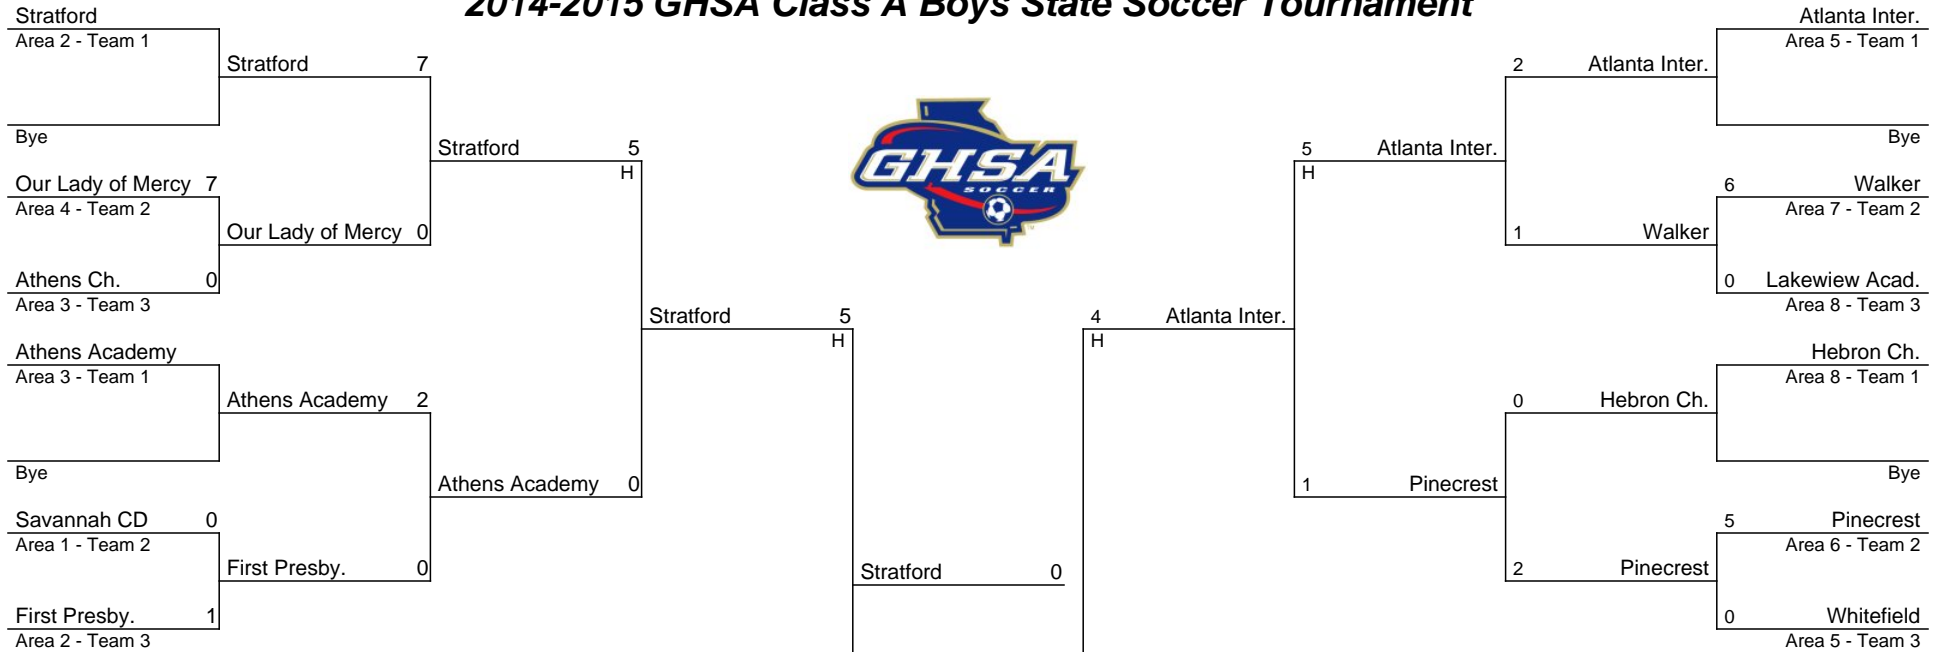 2014-2015 GHSA Class A Boys State Soccer Tournament
Stratford
Area 2 - Team 1
Stratford 7
Bye
Stratford 5
H
Our Lady of Mercy 7
Area 4 - Team 2
Our Lady of Mercy 0
Athens Ch. 0
Area 3 - Team 3
Stratford 5
H
Athens Academy
Area 3 - Team 1
Athens Academy 2
Bye
Athens Academy 0
Savannah CD 0
Area 1 - Team 2
First Presby. 0
First Presby. 1
Area 2 - Team 3
Stratford 0
GHSA
SOCCER
Atlanta Inter.
Area 5 - Team 1
2 Atlanta Inter.
Bye
5 Atlanta Inter.
H
6 Walker
Area 7 - Team 2
1 Walker
0 Lakewiew Acad.
Area 8 - Team 3
4 Atlanta Inter.
H
Hebron Ch.
Area 8 - Team 1
0 Hebron Ch.
Bye
1 Pinecrest
5 Pinecrest
Area 6 - Team 2
2 Pinecrest
0 Whitefield
Area 5 - Team 3